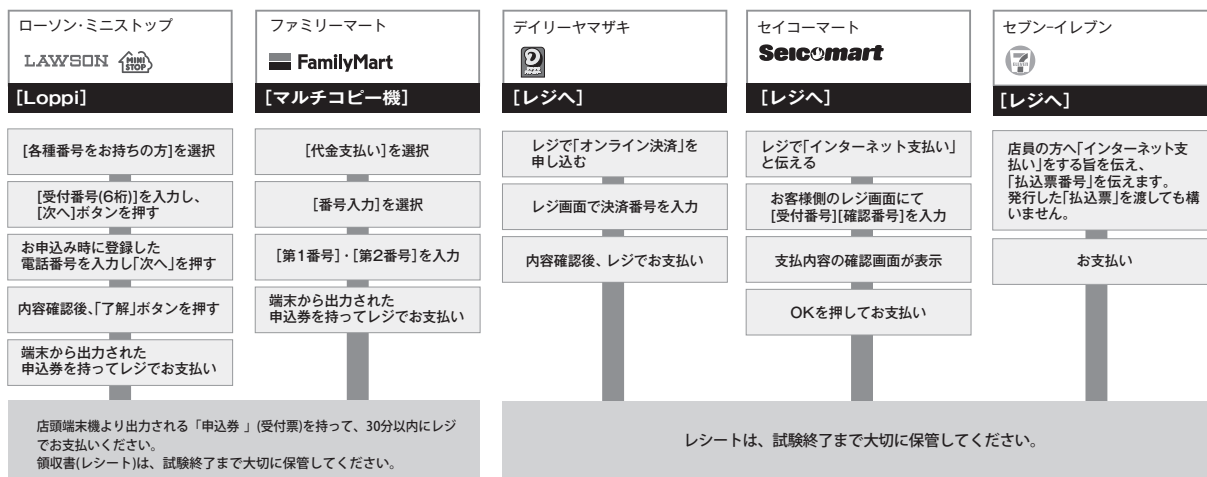 ローソン・ミニストップ
LAWSON MINI STOP
[Loppi]
[各種番号をお持ちの方]を選択
[受付番号(6桁)]を入力し、
[次へ]ボタンを押す
お申込み時に登録した
電話番号を入力し「次へ」を押す
内容確認後、「了解」ボタンを押す
端末から出力された
申込券を持ってレジでお支払い
ファミリーマート
FamilyMart
[マルチコピー機]
[代金支払い]を選択
[番号入力]を選択
[第1番号]・[第2番号]を入力
端末から出力された
申込券を持ってレジでお支払い
店頭端末機より出力される「申込券 」(受付票)を持って、30分以内にレジ
でお支払いください。
領収書(レシート)は、試験終了まで大切に保管してください。
デイリーヤマザキ
[レジへ]
レジで「オンライン決済」を
申し込む
レジ画面で決済番号を入力
内容確認後、レジでお支払い
セイコーマート
Seicomart
[レジへ]
レジで「インターネット支払い」
と伝える
お客様側のレジ画面にて
[受付番号][確認番号]を入力
支払内容の確認画面が表示
OKを押してお支払い
セブン-イレブン
7 ELEVEN
[レジへ]
店員の方へ「インターネット支
払い」をする旨を伝え、
「払込票番号」を伝えます。
発行した「払込票」を渡しても構
いません。
お支払い
レシートは、試験終了まで大切に保管してください。